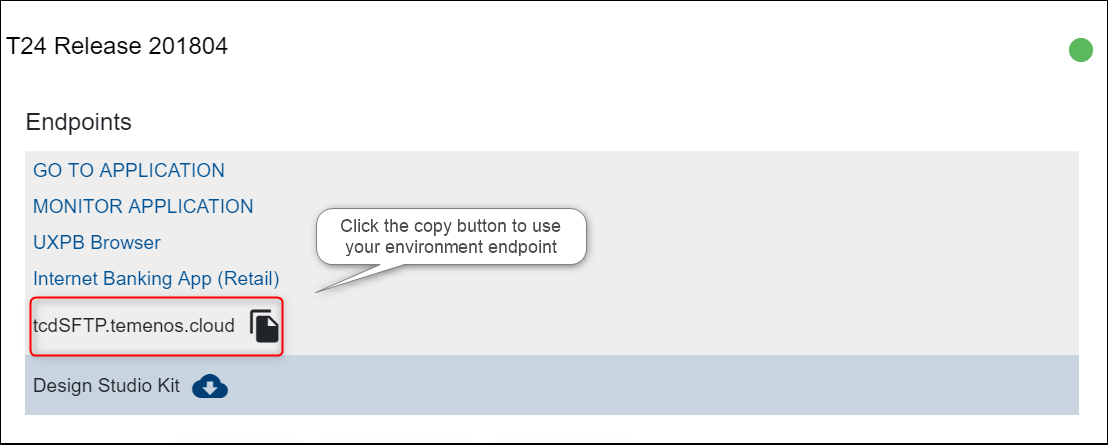 T24 Release 201804
Endpoints
GO TO APPLICATION
MONITOR APPLICATION
UXPB Browser
Internet Banking App (Retail)
Click the copy button to use
your environment endpoint
tcdSFTP.temenos.cloud
Design Studio Kit